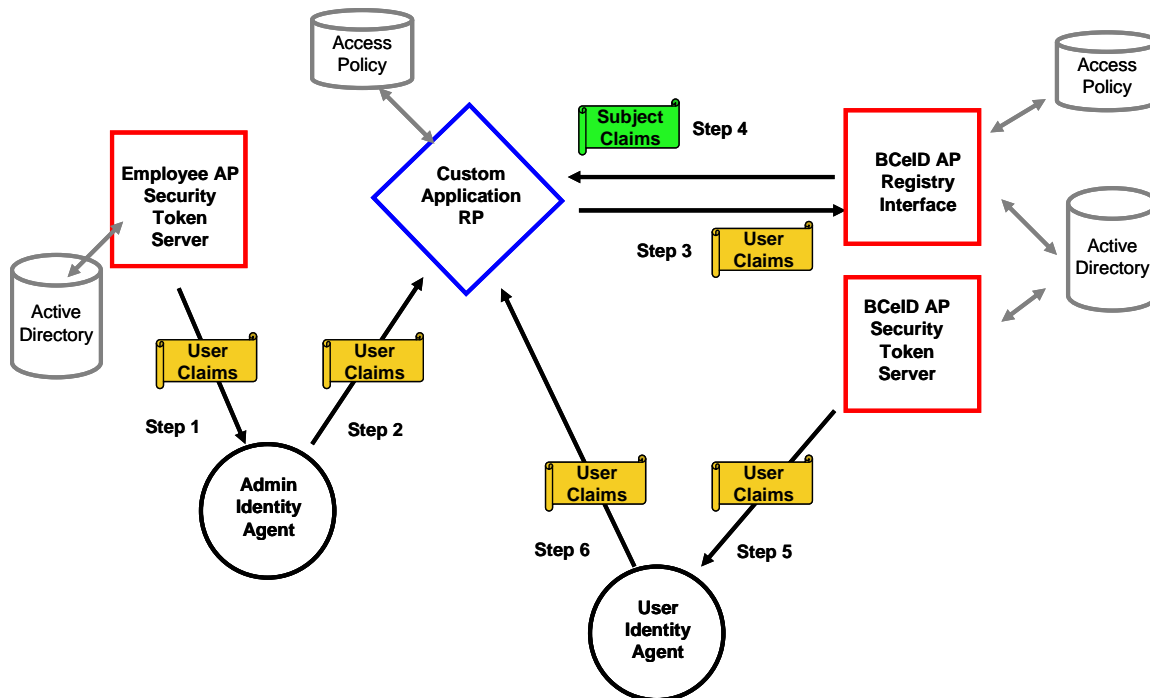 Access
Policy
Access
Policy
Subject
Claims
Step 4
Employee AP
Security
Token
Server
Custom
Application
RP
BCeID AP
Registry
Interface
Step 3
User
Claims
Active
Directory
Active
Directory
BCeID AP
Security
Token
Server
User
Claims
User
Claims
Step 1
Step 2
Admin
Identity
Agent
User
Claims
User
Claims
Step 6
Step 5
User
Identity
Agent